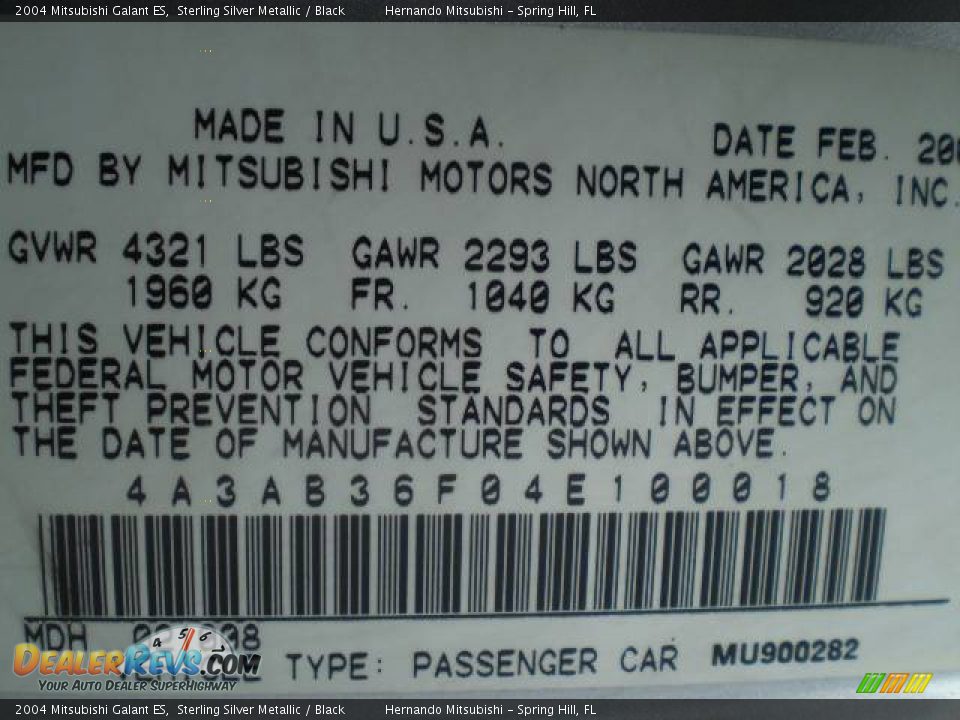 2004 Mitsubishi Galant ES, Sterling Silver Metallic / Black Hernando Mitsubishi - Spring Hill, FL
MADE IN U.S.A. DATE FEB.
MFD BY MITSUBISHI MOTORS NORTH AMERICA, INC.
GVWR 4321 LBS GAWR 2293 LBS GAWR 2028 LBS
1960 KG FR. 1040 KG RR. 920 KG
THIS VEHICLE CONFORMS TO ALL APPLICABLE
FEDERAL MOTOR VEHICLE SAFETY, BUMPER, AND
THEFT PREVENTION STANDARDS IN EFFECT ON
THE DATE OF MANUFACTURE SHOWN ABOVE.
4A3AB36F04E100018
MDH
4 5 6
DEALERREVS.COM TYPE: PASSENGER CAR MU900282
YOUR AUTO DEALER SUPERHIGHWAY
2004 Mitsubishi Galant ES, Sterling Silver Metallic / Black Hernando Mitsubishi - Spring Hill, FL